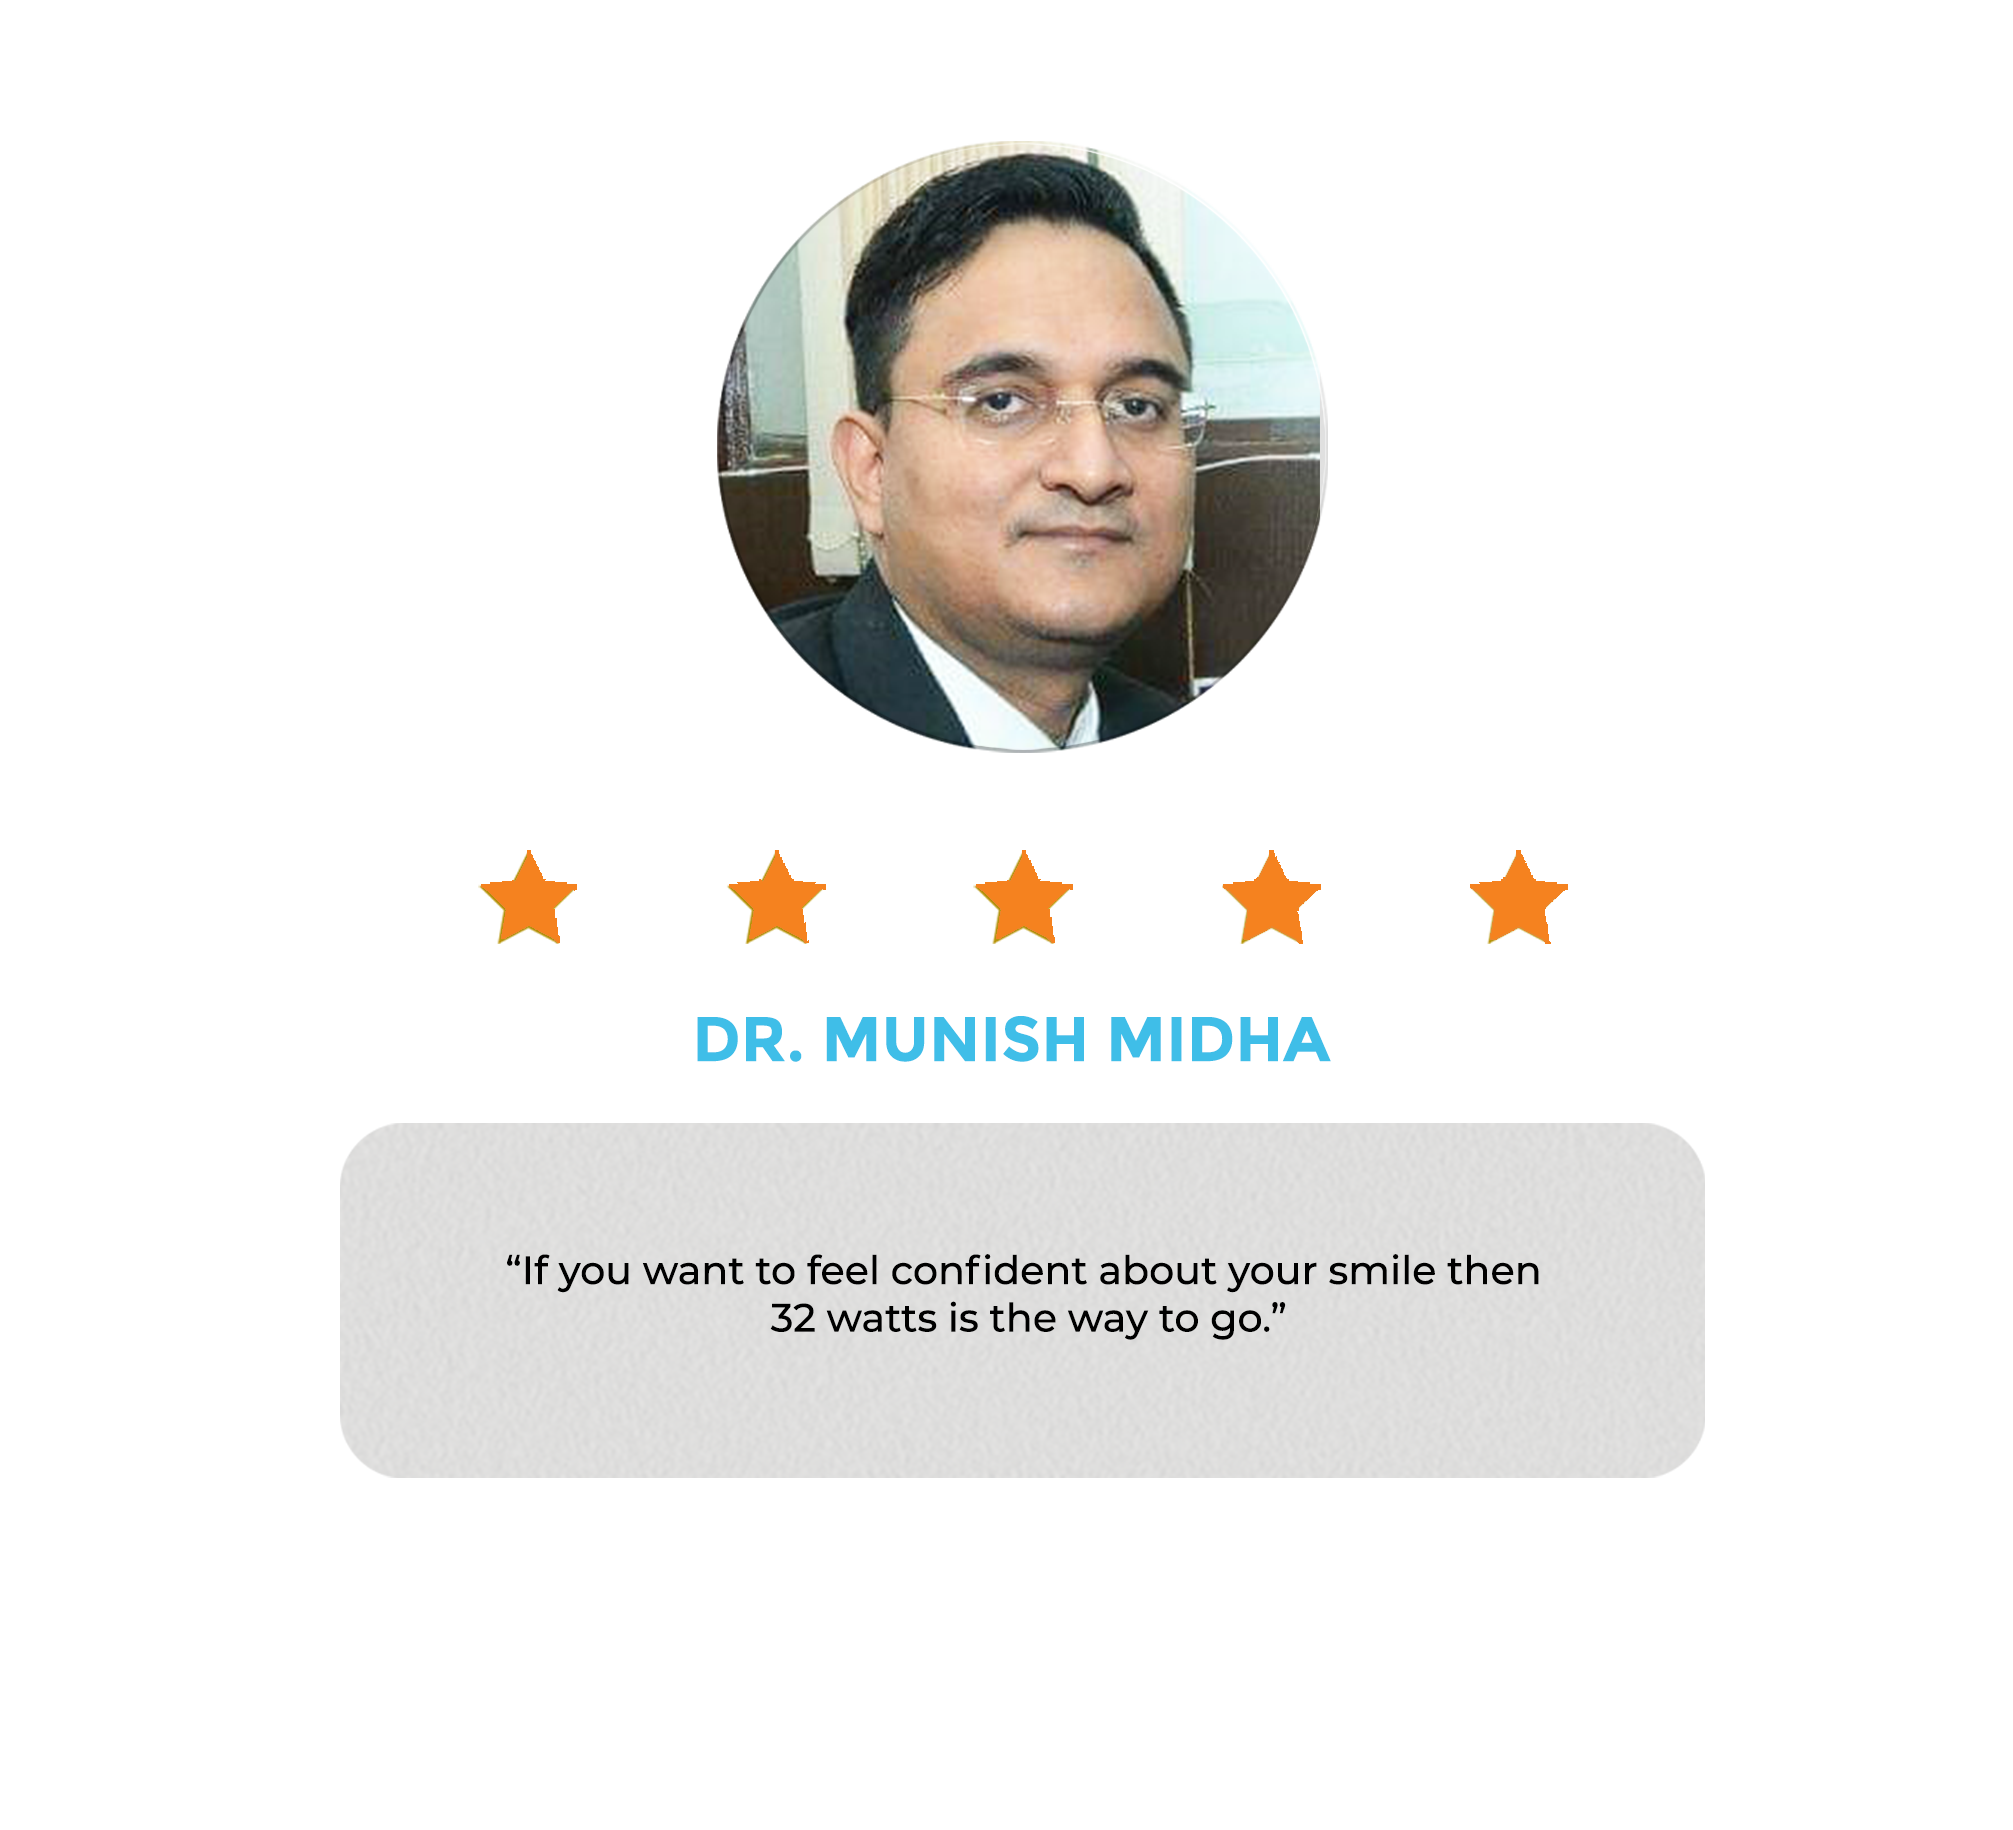 DR. MUNISH MIDHA
“If you want to feel confident about your smile then
32 watts is the way to go.”